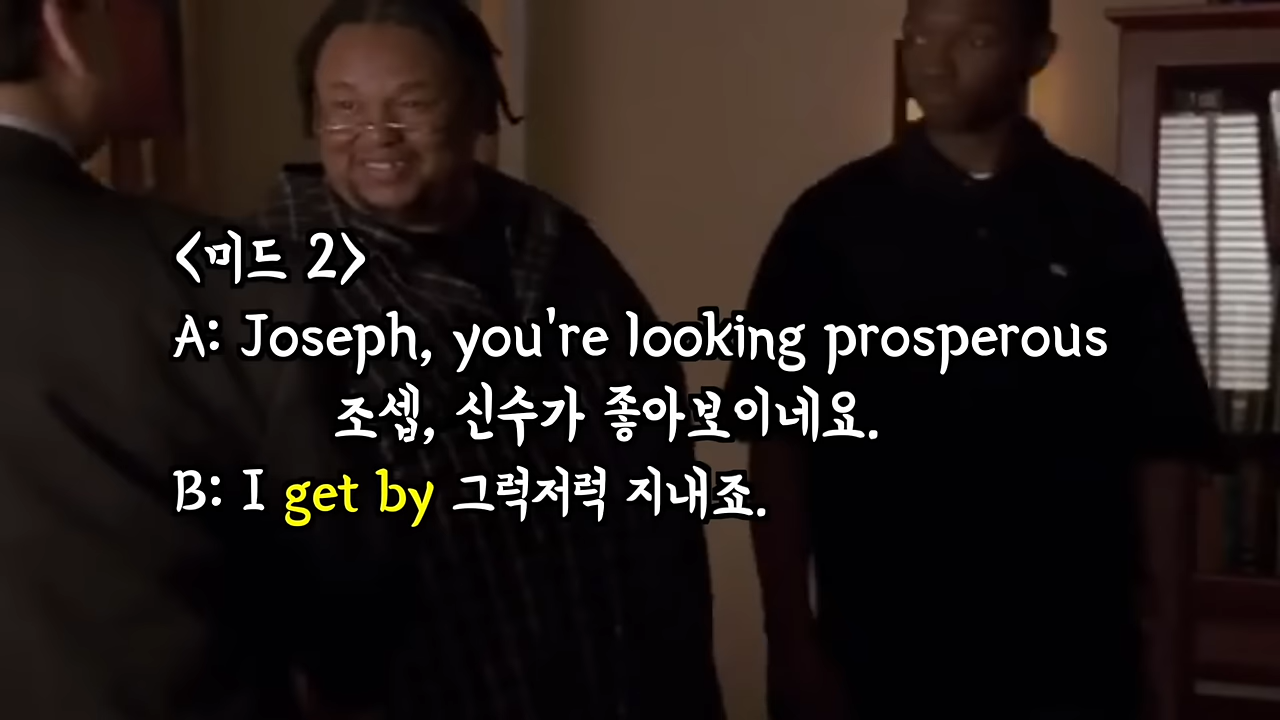 <미드 2>
A: Joseph, you're looking prosperous
조셉, 신수가 좋아보이네요.
B: I get by 그럭저럭 지내죠.